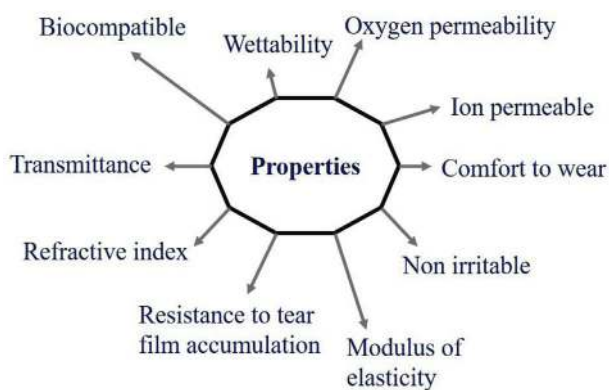 Biocompatible
Wettability
Oxygen permeability
Ion permeable
Transmittance
Properties
Comfort to wear
Refractive index
Non irritable
Resistance to tear
film accumulation
Modulus of
elasticity